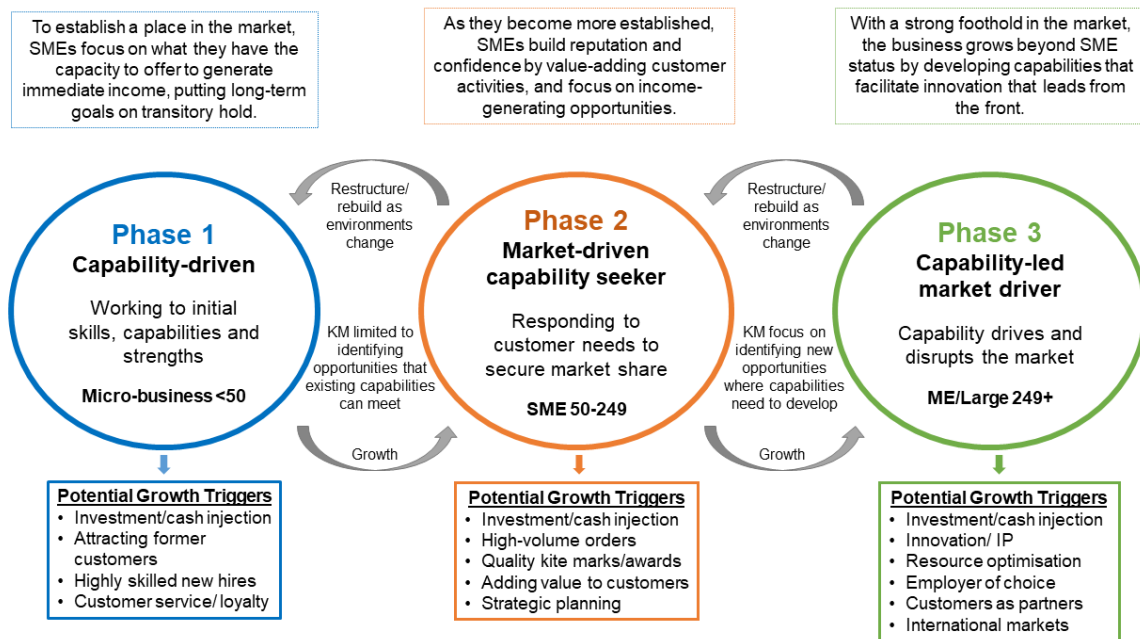 To establish a place in the market,
SMEs focus on what they have the
capacity to offer to generate
immediate income, putting long-term
goals on transitory hold.
As they become more established,
SMEs build reputation and
confidence by value-adding customer
activities, and focus on income-
generating opportunities.
With a strong foothold in the market,
the business grows beyond SME
status by developing capabilities that
facilitate innovation that leads from
the front.
Phase 1
Capability-driven
Working to initial
skills, capabilities and
strengths
Micro-business <50
Restructure/
rebuild as
environments
change
KM limited to
identifying
opportunities that
existing capabilities
can meet
Growth
Phase 2
Market-driven
capability seeker
Responding to
customer needs to
secure market share
SME 50-249
Restructure/
rebuild as
environments
change
KM focus on
identifying new
opportunities
where capabilities
need to develop
Growth
Phase 3
Capability-led
market driver
Capability drives and
disrupts the market
ME/Large 249+
Potential Growth Triggers
• Investment/cash injection
• Attracting former
customers
• Highly skilled new hires
• Customer service/ loyalty
Potential Growth Triggers
• Investment/cash injection
• High-volume orders
• Quality kite marks/awards
• Adding value to customers
• Strategic planning
Potential Growth Triggers
• Investment/cash injection
• Innovation/ IP
• Resource optimisation
• Employer of choice
• Customers as partners
• International markets